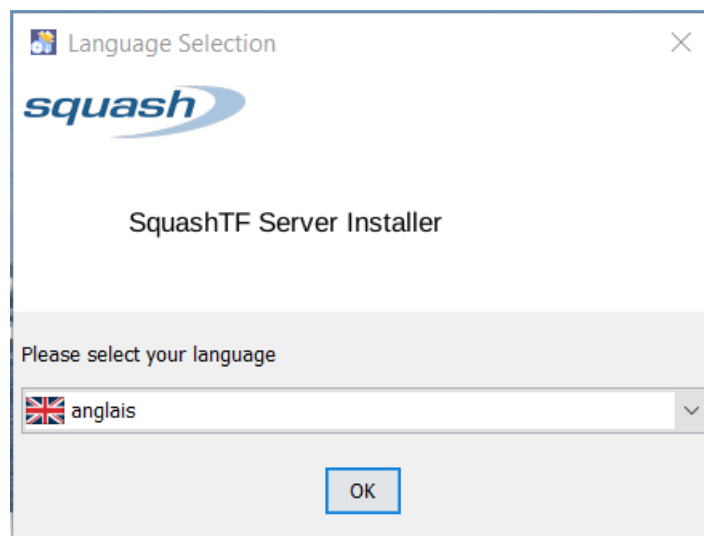 Language Selection
squash
SquashTF Server Installer
Please select your language
anglais
OK